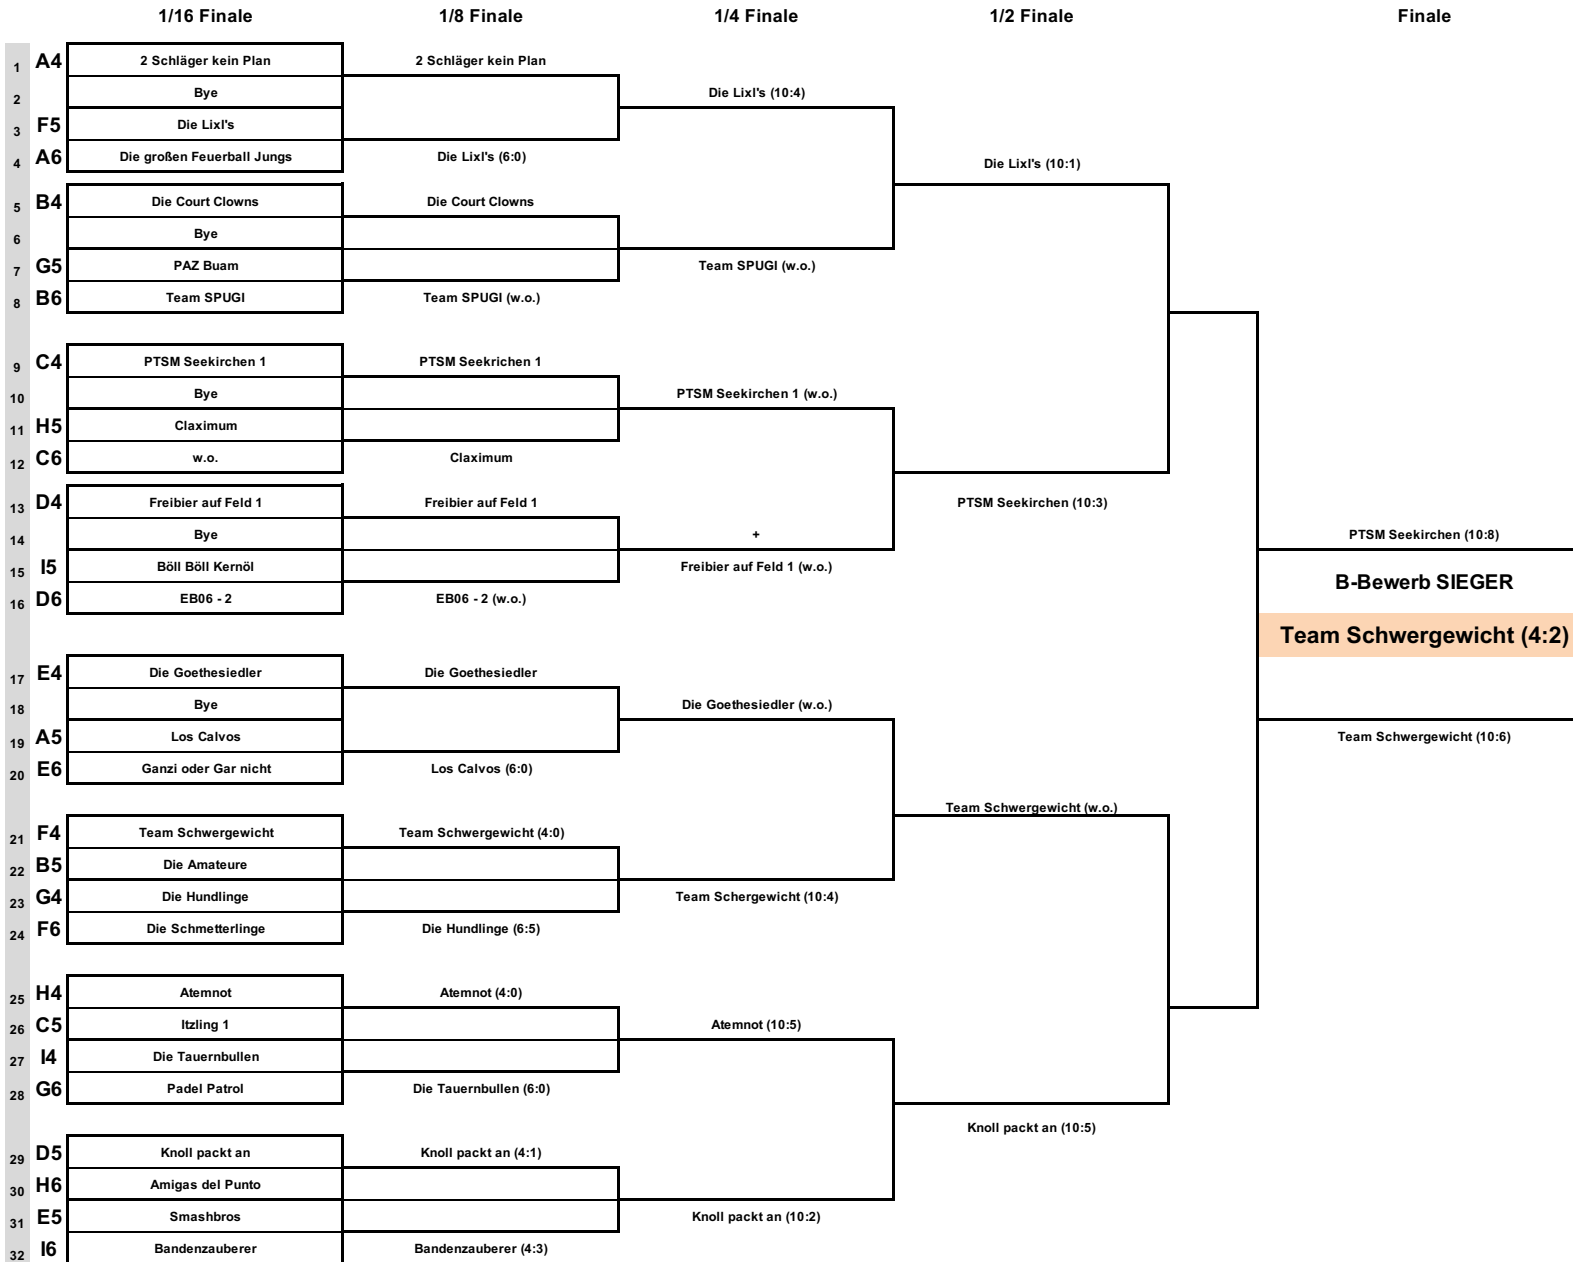 1/16 Finale 1/8 Finale 1/4 Finale 1/2 Finale Finale
1 A4 2 Schläger kein Plan 2 Schläger kein Plan
2 Bye Die Lixl's (10:4)
3 F5 Die Lixl's
4 A6 Die großen Feuerball Jungs Die Lixl's (6:0) Die Lixl's (10:1)
5 B4 Die Court Clowns Die Court Clowns
6 Bye
7 G5 PAZ Buam Team SPUGI (w.o.)
8 B6 Team SPUGI Team SPUGI (w.o.)
9 C4 PTSM Seekirchen 1 PTSM Seekrichen 1
10 Bye PTSM Seekirchen 1 (w.o.)
11 H5 Claximum
12 C6 w.o. Claximum
13 D4 Freibier auf Feld 1 Freibier auf Feld 1 PTSM Seekirchen (10:3)
14 Bye + PTSM Seekirchen (10:8)
15 I5 Böll Böll Kernöl Freibier auf Feld 1 (w.o.)
B-Bewerb SIEGER
16 D6 EB06 - 2 EB06 - 2 (w.o.)
Team Schwergewicht (4:2)
17 E4 Die Goethesiedler Die Goethesiedler
18 Bye Die Goethesiedler (w.o.)
19 A5 Los Calvos Team Schwergewicht (10:6)
20 E6 Ganzi oder Gar nicht Los Calvos (6:0)
Team Schwergewicht (w.o.)
21 F4 Team Schwergewicht Team Schwergewicht (4:0)
22 B5 Die Amateure
23 G4 Die Hundlinge Team Schergewicht (10:4)
24 F6 Die Schmetterlinge Die Hundlinge (6:5)
25 H4 Atemnot Atemnot (4:0)
26 C5 Itzling 1 Atemnot (10:5)
27 I4 Die Tauernbullen
28 G6 Padel Patrol Die Tauernbullen (6:0)
Knoll packt an (10:5)
29 D5 Knoll packt an Knoll packt an (4:1)
30 H6 Amigas del Punto
31 E5 Smashbros Knoll packt an (10:2)
32 I6 Bandenzauberer Bandenzauberer (4:3)